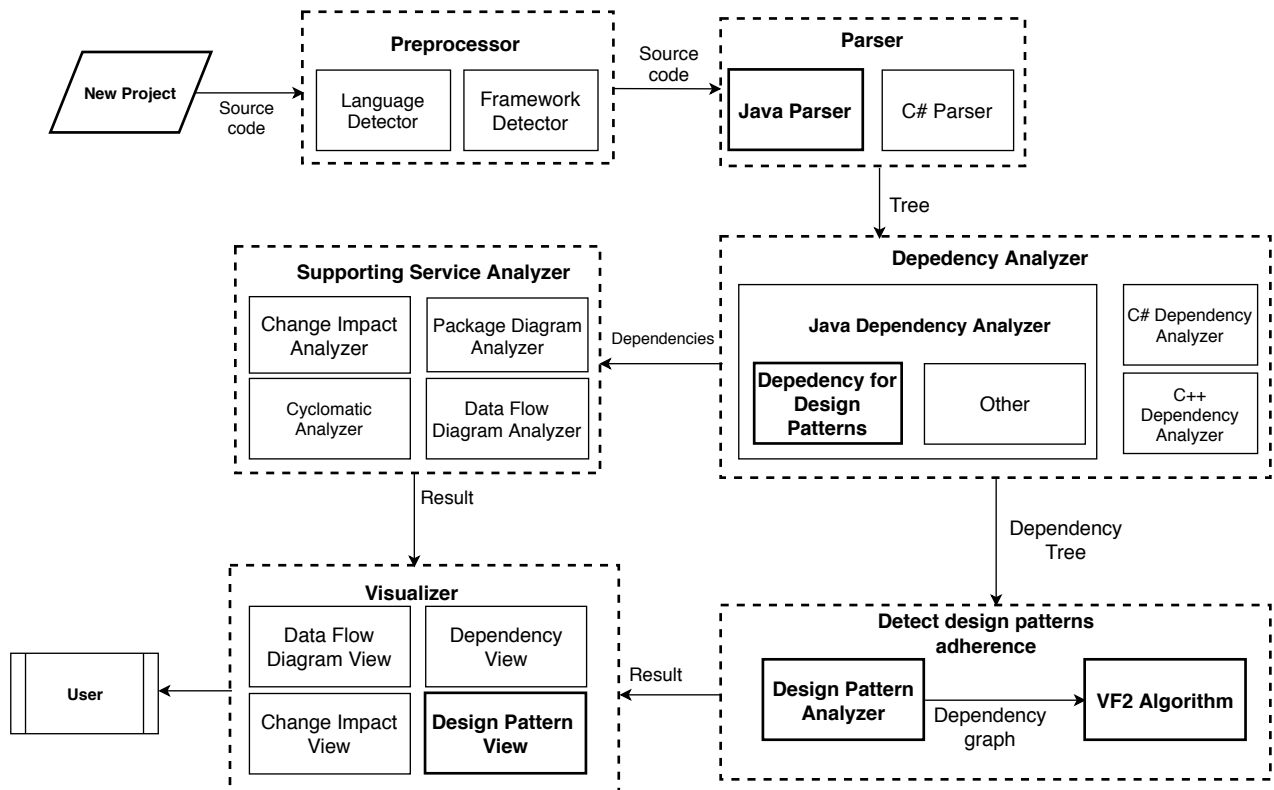 New Project
Source
code
Preprocessor
Language
Detector
Framework
Detector
Source
code
Parser
Java Parser
C# Parser
Tree
Supporting Service Analyzer
Change Impact
Analyzer
Package Diagram
Analyzer
Cyclomatic
Analyzer
Data Flow
Diagram Analyzer
Dependencies
Depedency Analyzer
Java Dependency Analyzer
Depedency for
Design
Patterns
Other
C# Dependency
Analyzer
C++
Dependency
Analyzer
Result
Dependency
Tree
Visualizer
Data Flow
Diagram View
Dependency
View
Change Impact
View
Design Pattern
View
User
Result
Detect design patterns
adherence
Design Pattern
Analyzer
Dependency
graph
VF2 Algorithm